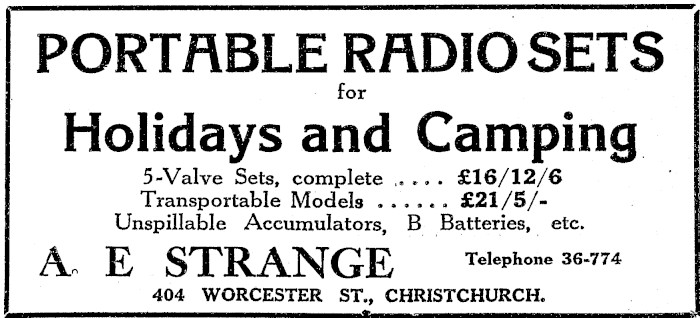 PORTABLE RADIO SETS
for
Holidays and Camping
5-Valve Sets, complete .... £16/12/6
Transportable Models ...... £21/5/-
Unspillable Accumulators, B Batteries, etc.
A. E STRANGE Telephone 36-774
404 WORCESTER ST., CHRISTCHURCH.